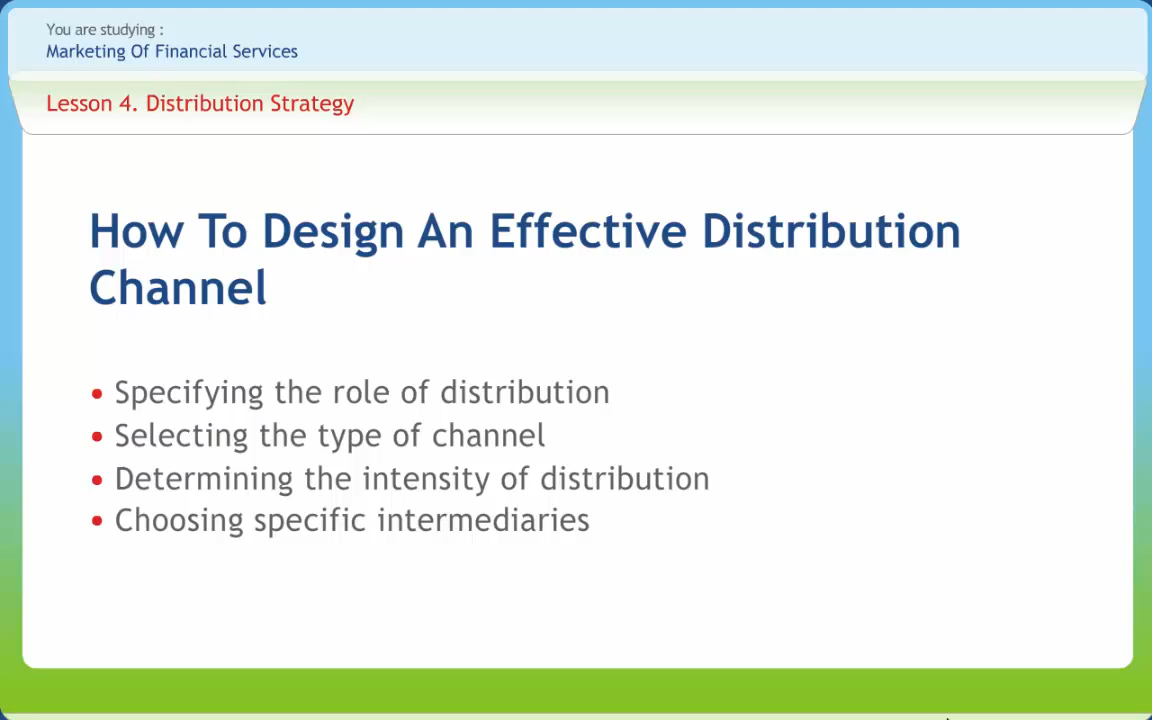 You are studying :
Marketing Of Financial Services
Lesson 4. Distribution Strategy
How To Design An Effective Distribution
Channel
• Specifying the role of distribution
• Selecting the type of channel
• Determining the intensity of distribution
• Choosing specific intermediaries